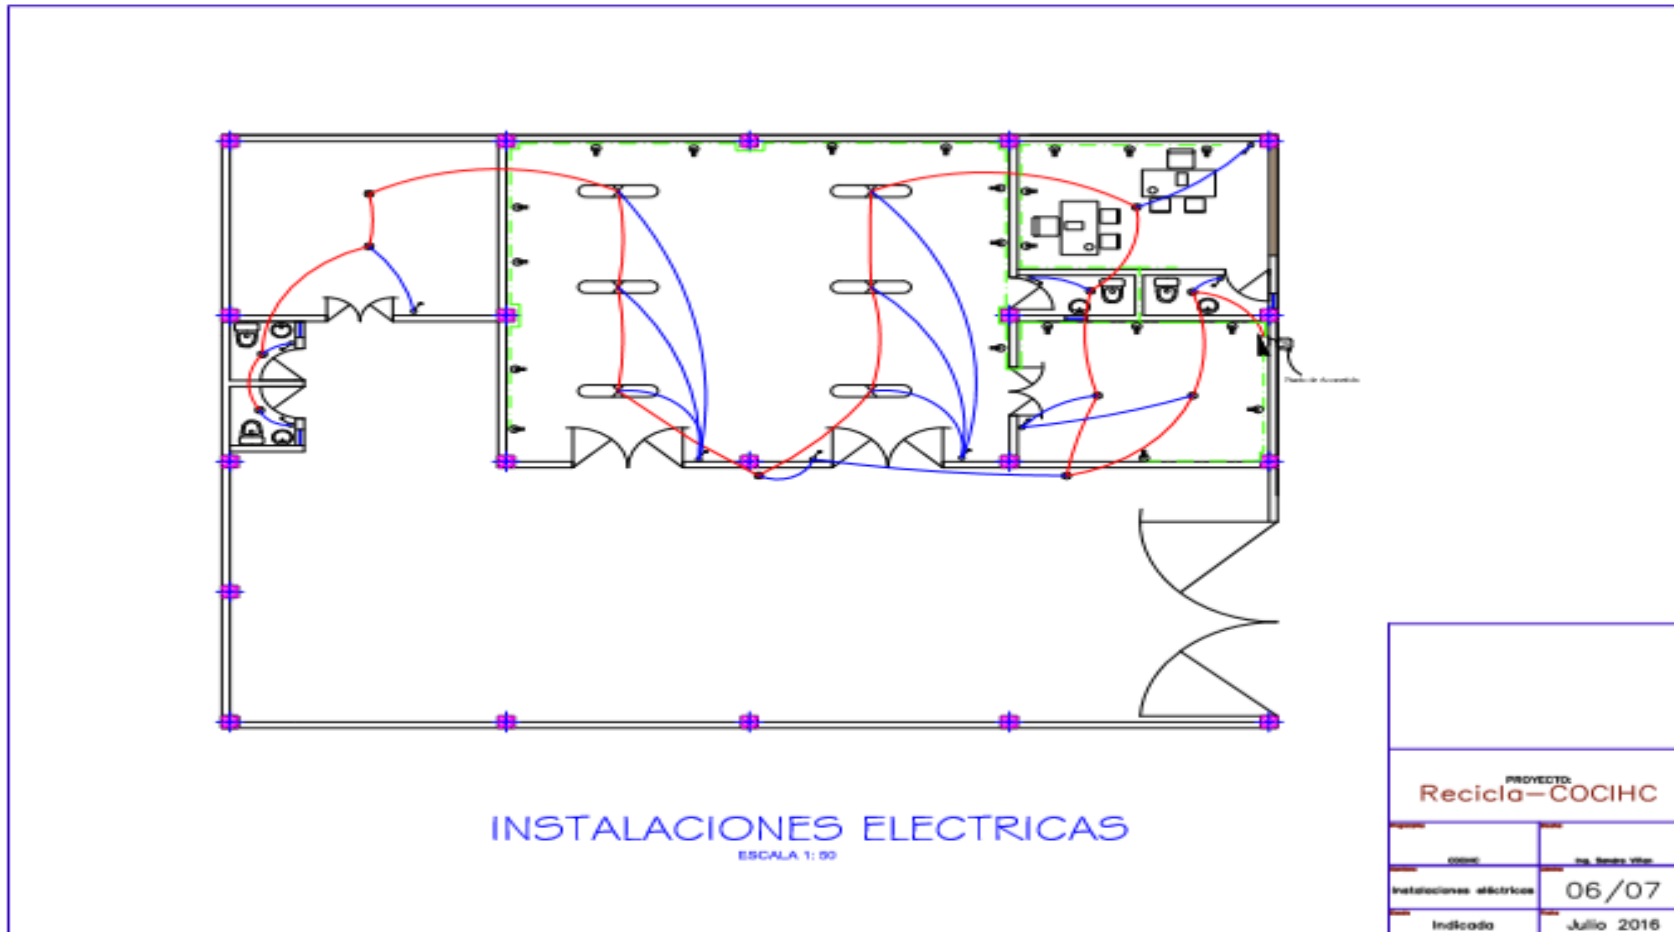 INSTALACIONES ELECTRICAS
ESCALA 1: 50
PROYECTO:
Recicla-COCIHC
COCIHC
Instalaciones eléctricas
06/07
Indicada
Julio 2016